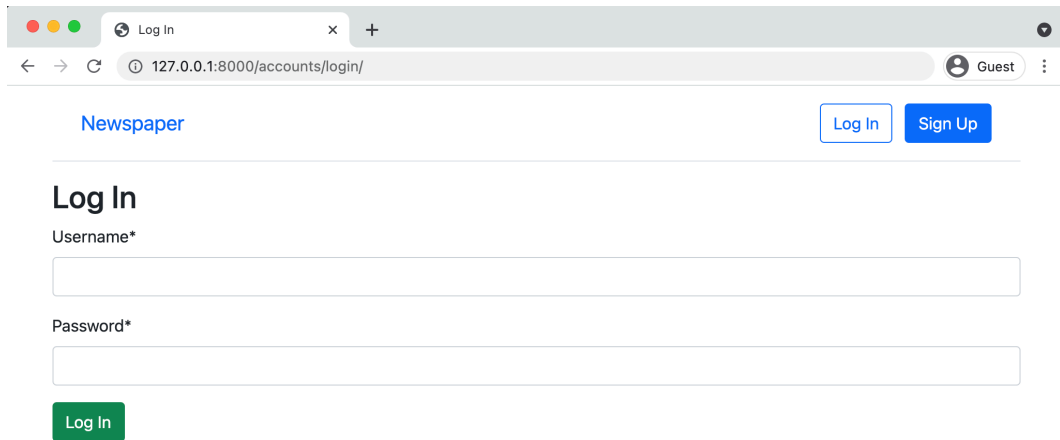 Log In
127.0.0.1:8000/accounts/login/
Guest
Newspaper
Log In
Sign Up
Log In
Username*
Password*
Log In